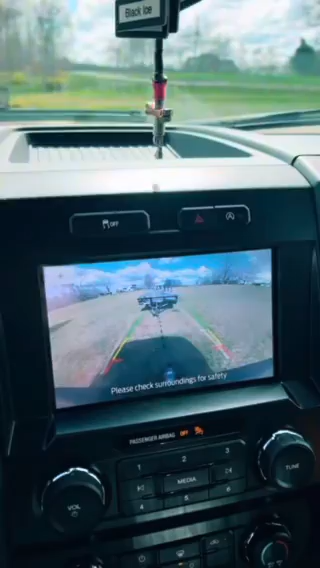 Black Ice
OFF
Please check surroundings for safety
PASSENGER AIRBAG OFF
1 2 3
MEDIA
4 5 6
VOL
TUNE